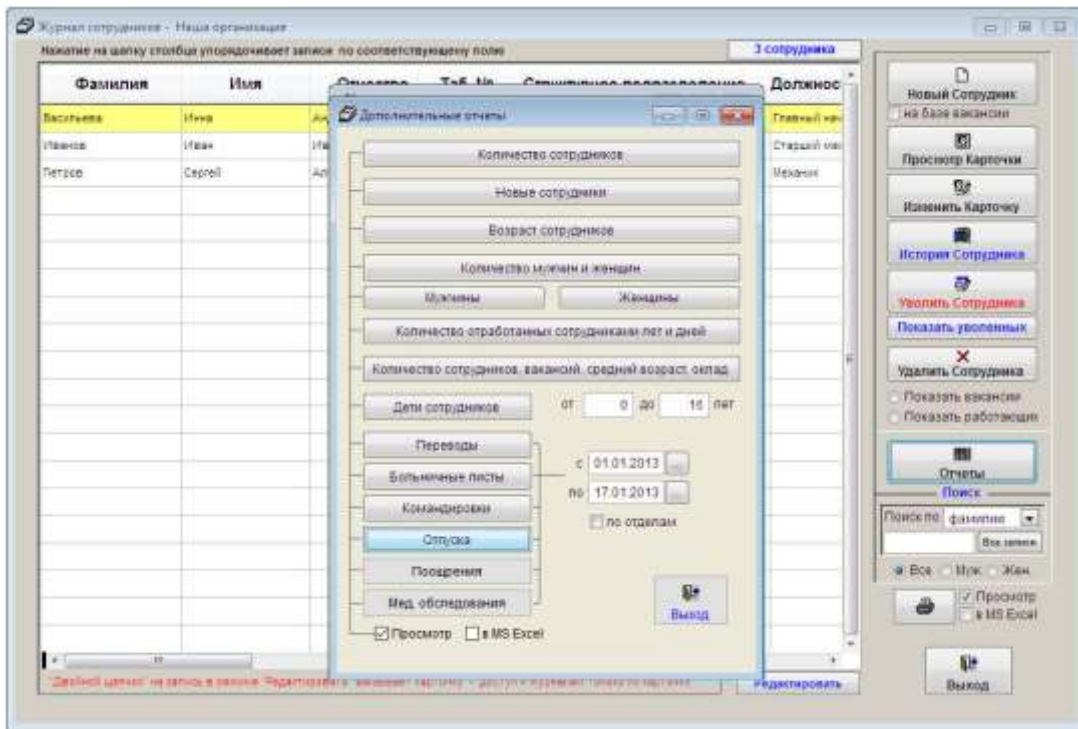 Журнал сотрудников - Наша организация
Нажатие на шапку столбца упорядочивает записи по соответствующему полю
3 сотрудника
Фамилия Имя Отчество Таб. № Структурное подразделение Должнос
Васильева Инна Главный
Иванов Иван Старший
Петров Сергей Механик
Дополнительные отчеты
Количество сотрудников
Новые сотрудники
Возраст сотрудников
Количество мужчин и женщин
Мужчины Женщины
Количество отработанных сотрудниками лет и дней
Количество сотрудников, вакансий, средний возраст, оклад
Дети сотрудников от 0 до 16 лет
Переводы
Больничные листы
Командировки
Отпуска
Поощрения
Мед. обследования
с 01.01.2013 ...
по 17.01.2013 ...
по отделам
Выход
Просмотр в MS Excel
Редактировать
Новый Сотрудник
на базе вакансии
Просмотр Карточки
Изменить Карточку
История Сотрудника
Уволить Сотрудника
Показать уволенных
Удалить Сотрудника
Показать вакансии
Показать работающих
Отчеты
Поиск
Поиск по фамилии
Все записи
Все Муж. Жен.
Просмотр
в MS Excel
Выход